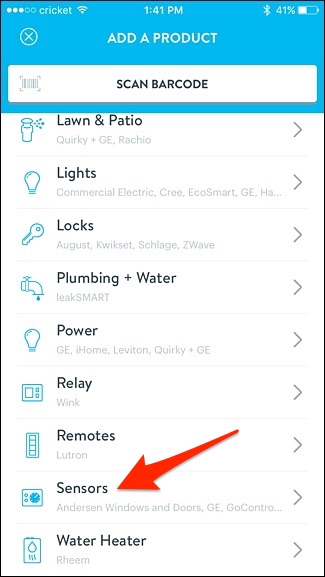 cricket 1:41 PM 41%
ADD A PRODUCT
SCAN BARCODE
Lawn & Patio
Quirky + GE, Rachio
Lights
Commercial Electric, Cree, EcoSmart, GE, Ha...
Locks
August, Kwikset, Schlage, ZWave
Plumbing + Water
leakSMART
Power
GE, iHome, Leviton, Quirky + GE
Relay
Wink
Remotes
Lutron
Sensors
Andersen Windows and Doors, GE, GoContro...
Water Heater
Rheem